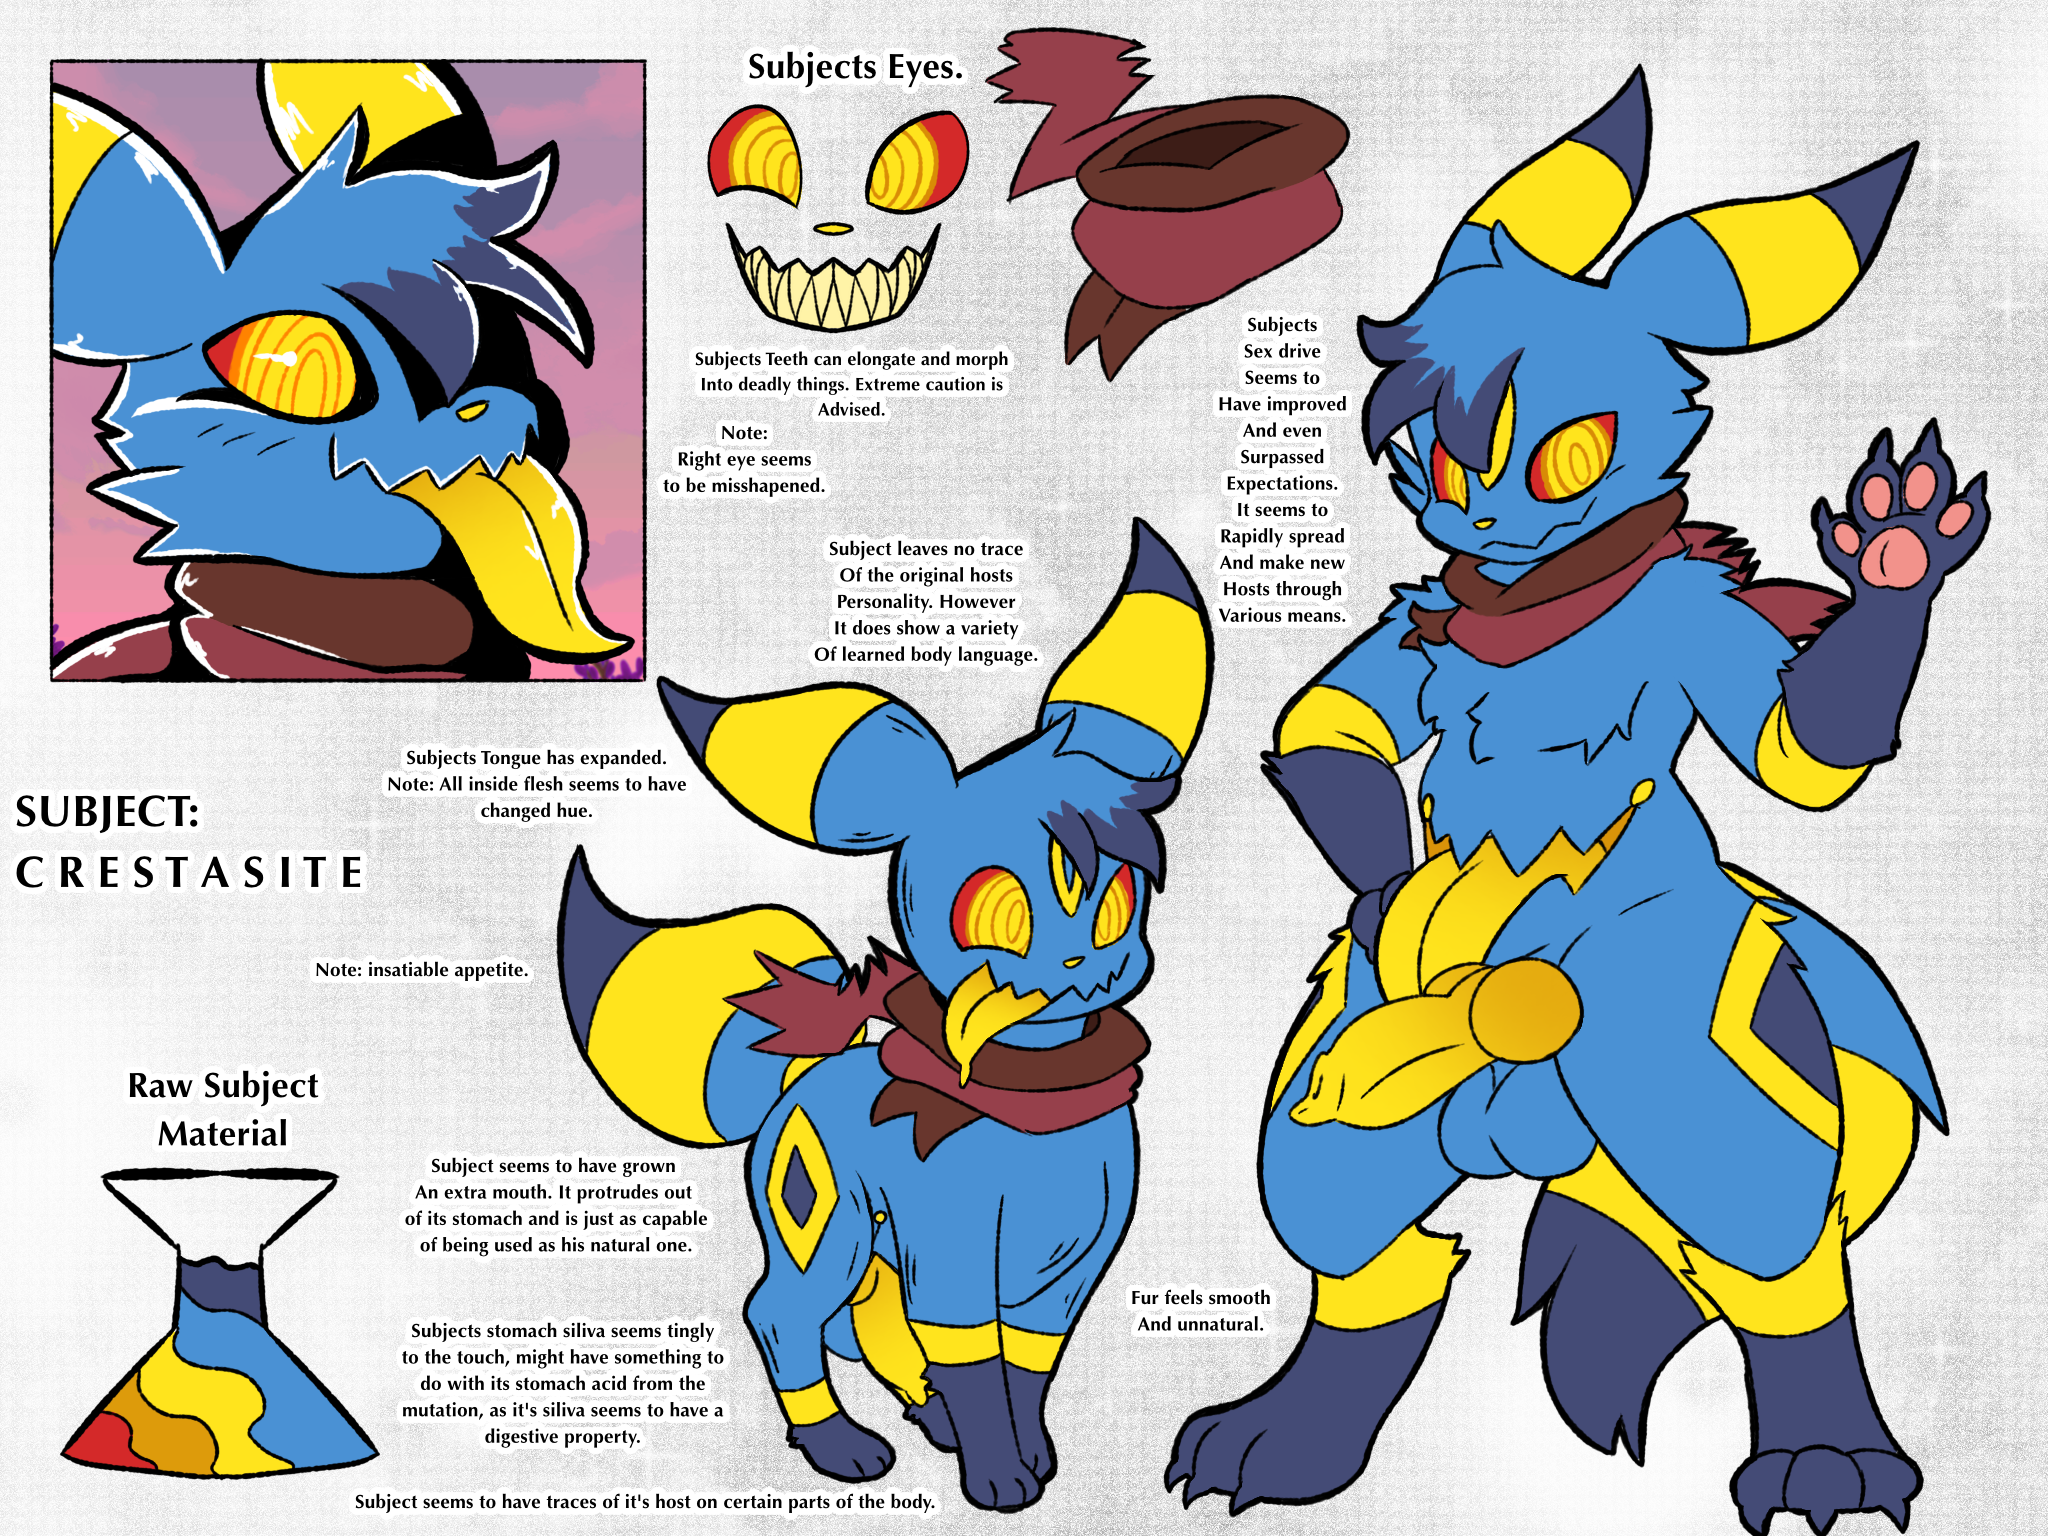 Subjects Eyes.
Subjects Teeth can elongate and morph
Into deadly things. Extreme caution is
Advised.
Note:
Right eye seems
to be misshapened.
Subjects
Sex drive
Seems to
Have improved
And even
Surpassed
Expectations.
It seems to
Rapidly spread
And make new
Hosts through
Various means.
Subject leaves no trace
Of the original hosts
Personality. However
It does show a variety
Of learned body language.
Subjects Tongue has expanded.
Note: All inside flesh seems to have
changed hue.
SUBJECT:
C R E S T A S I T E
Note: insatiable appetite.
Raw Subject
Material
Subject seems to have grown
An extra mouth. It protrudes out
of its stomach and is just as capable
of being used as his natural one.
Fur feels smooth
And unnatural.
Subjects stomach siliva seems tingly
to the touch, might have something to
do with its stomach acid from the
mutation, as it's siliva seems to have a
digestive property.
Subject seems to have traces of it's host on certain parts of the body.